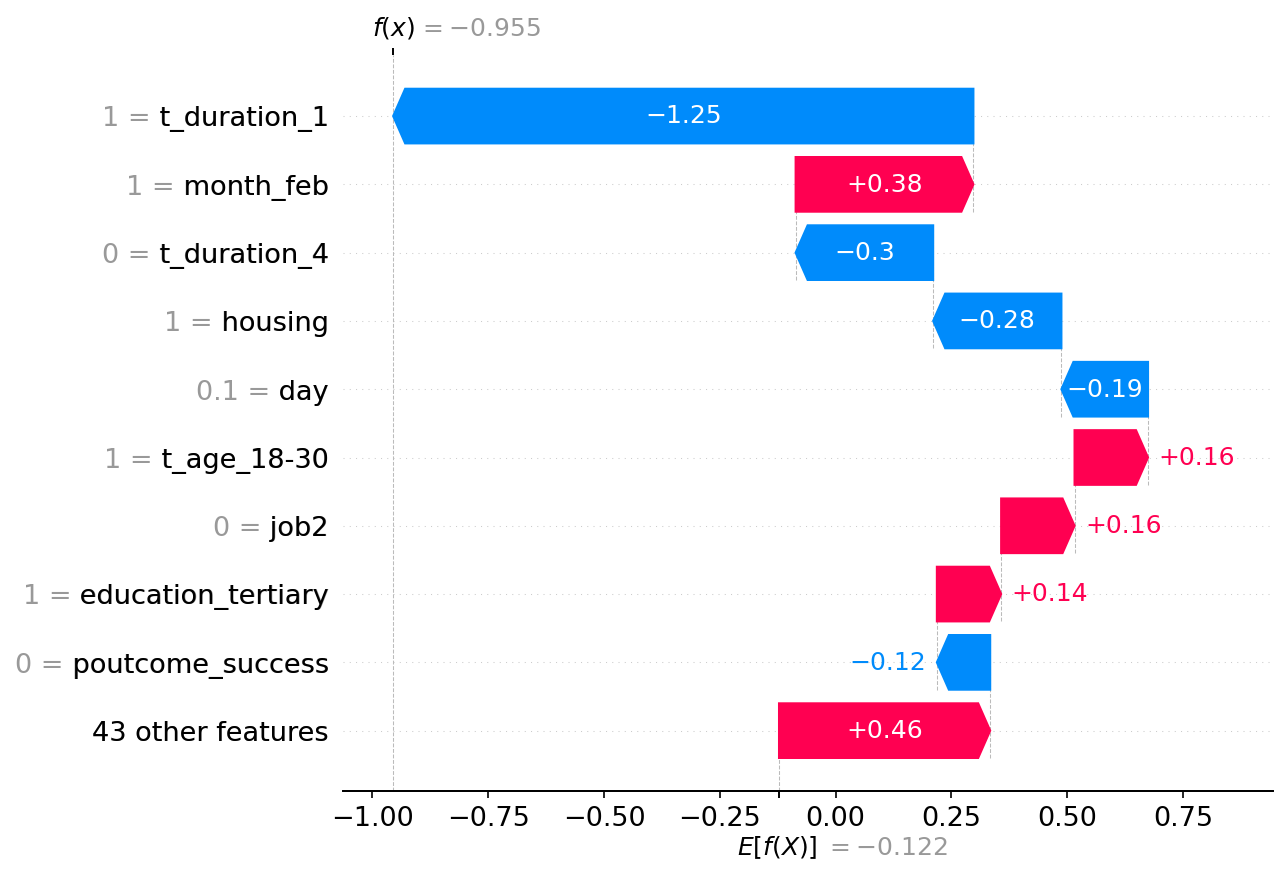 f(x) = −0.955
1 = t_duration_1 −1.25
1 = month_feb +0.38
0 = t_duration_4 −0.3
1 = housing −0.28
0.1 = day −0.19
1 = t_age_18-30 +0.16
0 = job2 +0.16
1 = education_tertiary +0.14
0 = poutcome_success −0.12
43 other features +0.46
−1.00 −0.75 −0.50 −0.25 0.00 0.25 0.50 0.75
E[f(X)] = −0.122